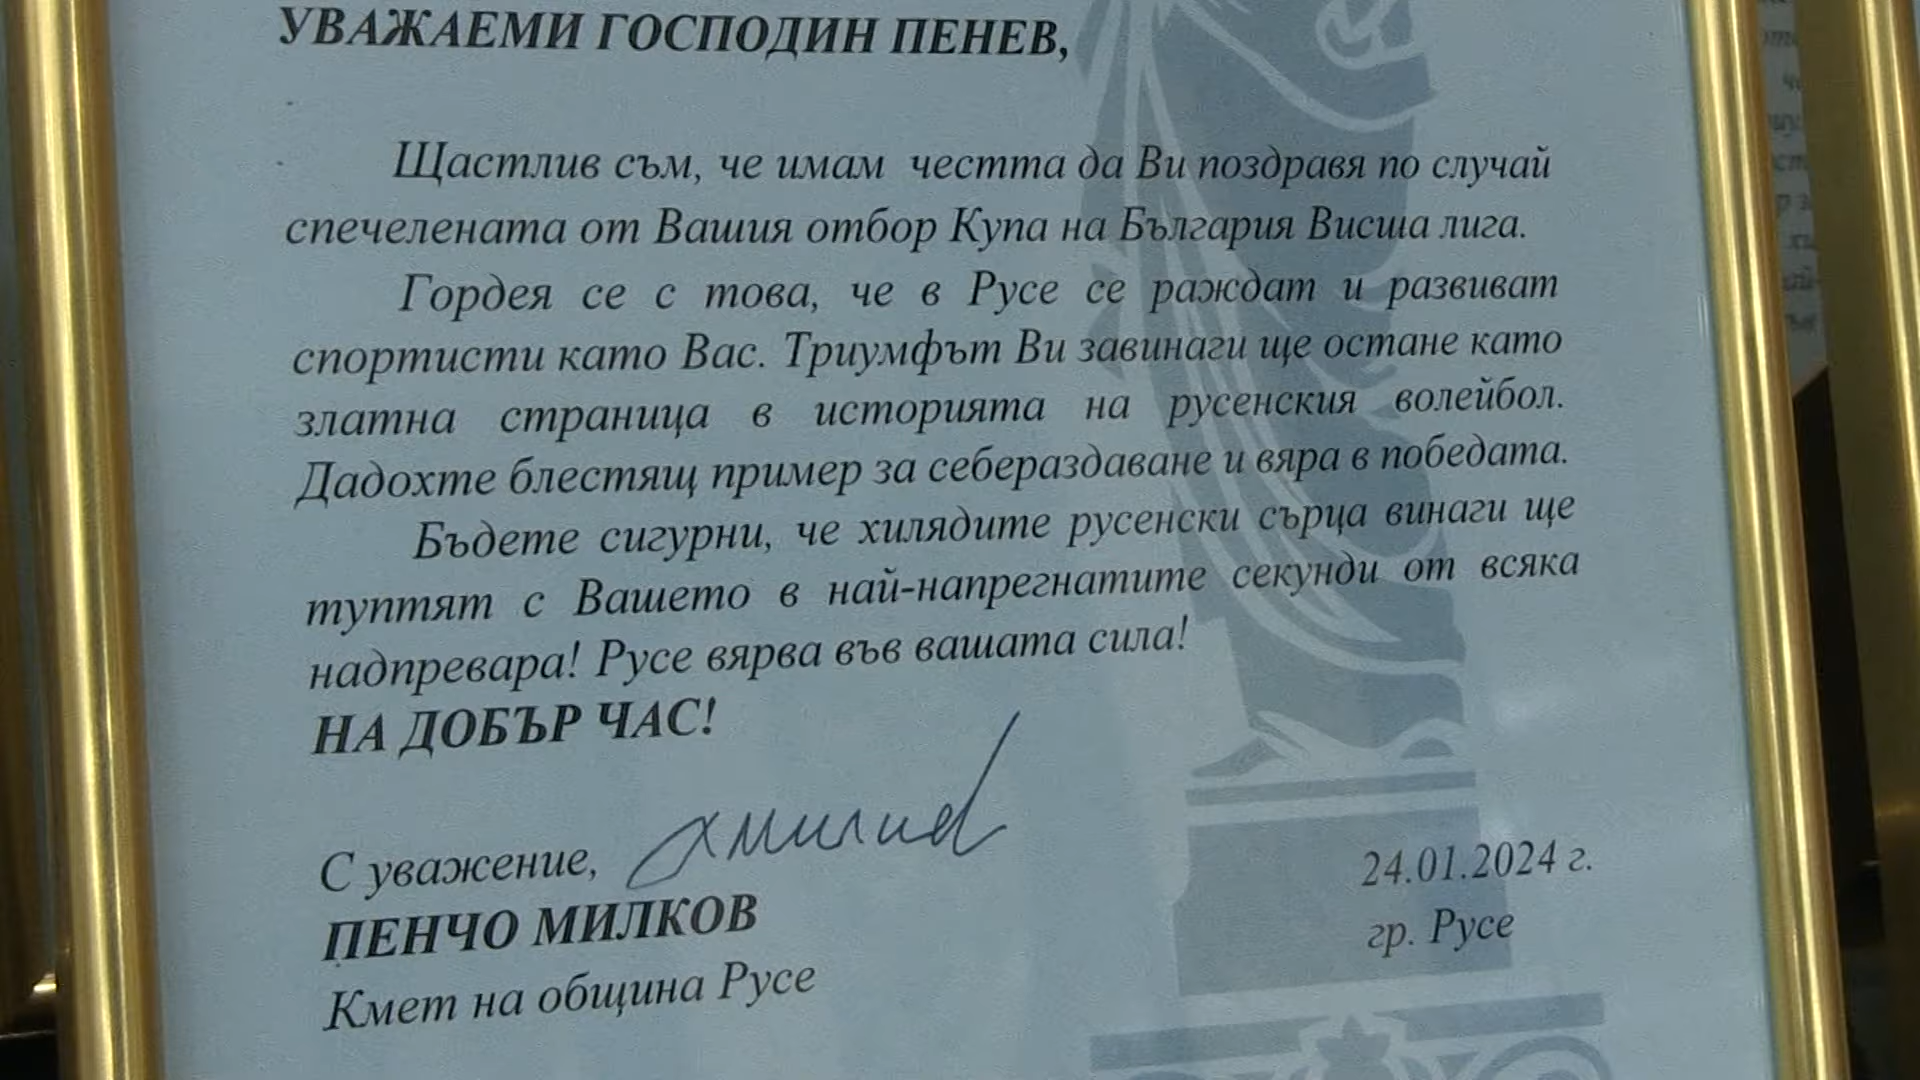 УВАЖАЕМИ ГОСПОДИН ПЕНЕВ,
Щастлив съм, че имам честта да Ви поздравя по случай
спечелената от Вашия отбор Купа на България Висша лига.
Гордея се с това, че в Русе се раждат и развиват
спортисти като Вас. Триумфът Ви завинаги ще остане като
златна страница в историята на русенския волейбол.
Дадохте блестящ пример за себераздаване и вяра в победата.
Бъдете сигурни, че хилядите русенски сърца винаги ще
туптят с Вашето в най-напрегнатите секунди от всяка
надпревара! Русе вярва във вашата сила!
НА ДОБЪР ЧАС!
С уважение,
ПЕНЧО МИЛКОВ
Кмет на община Русе
24.01.2024 г.
гр. Русе